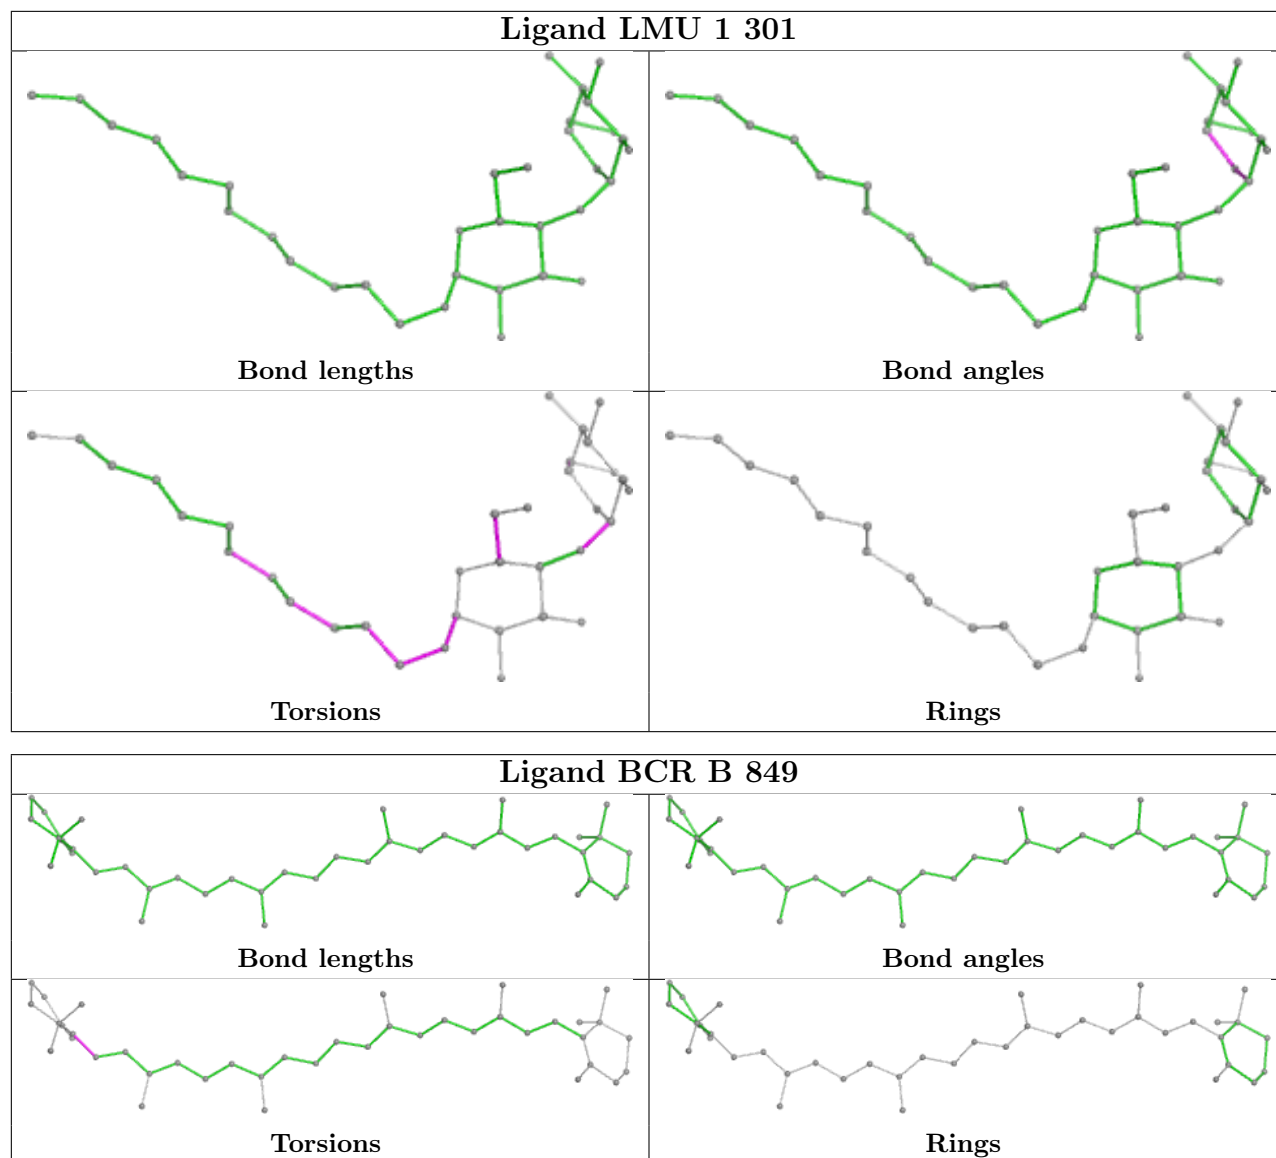 Ligand LMU 1 301
Bond lengths
Bond angles
Torsions
Rings
Ligand BCR B 849
Bond lengths
Bond angles
Torsions
Rings